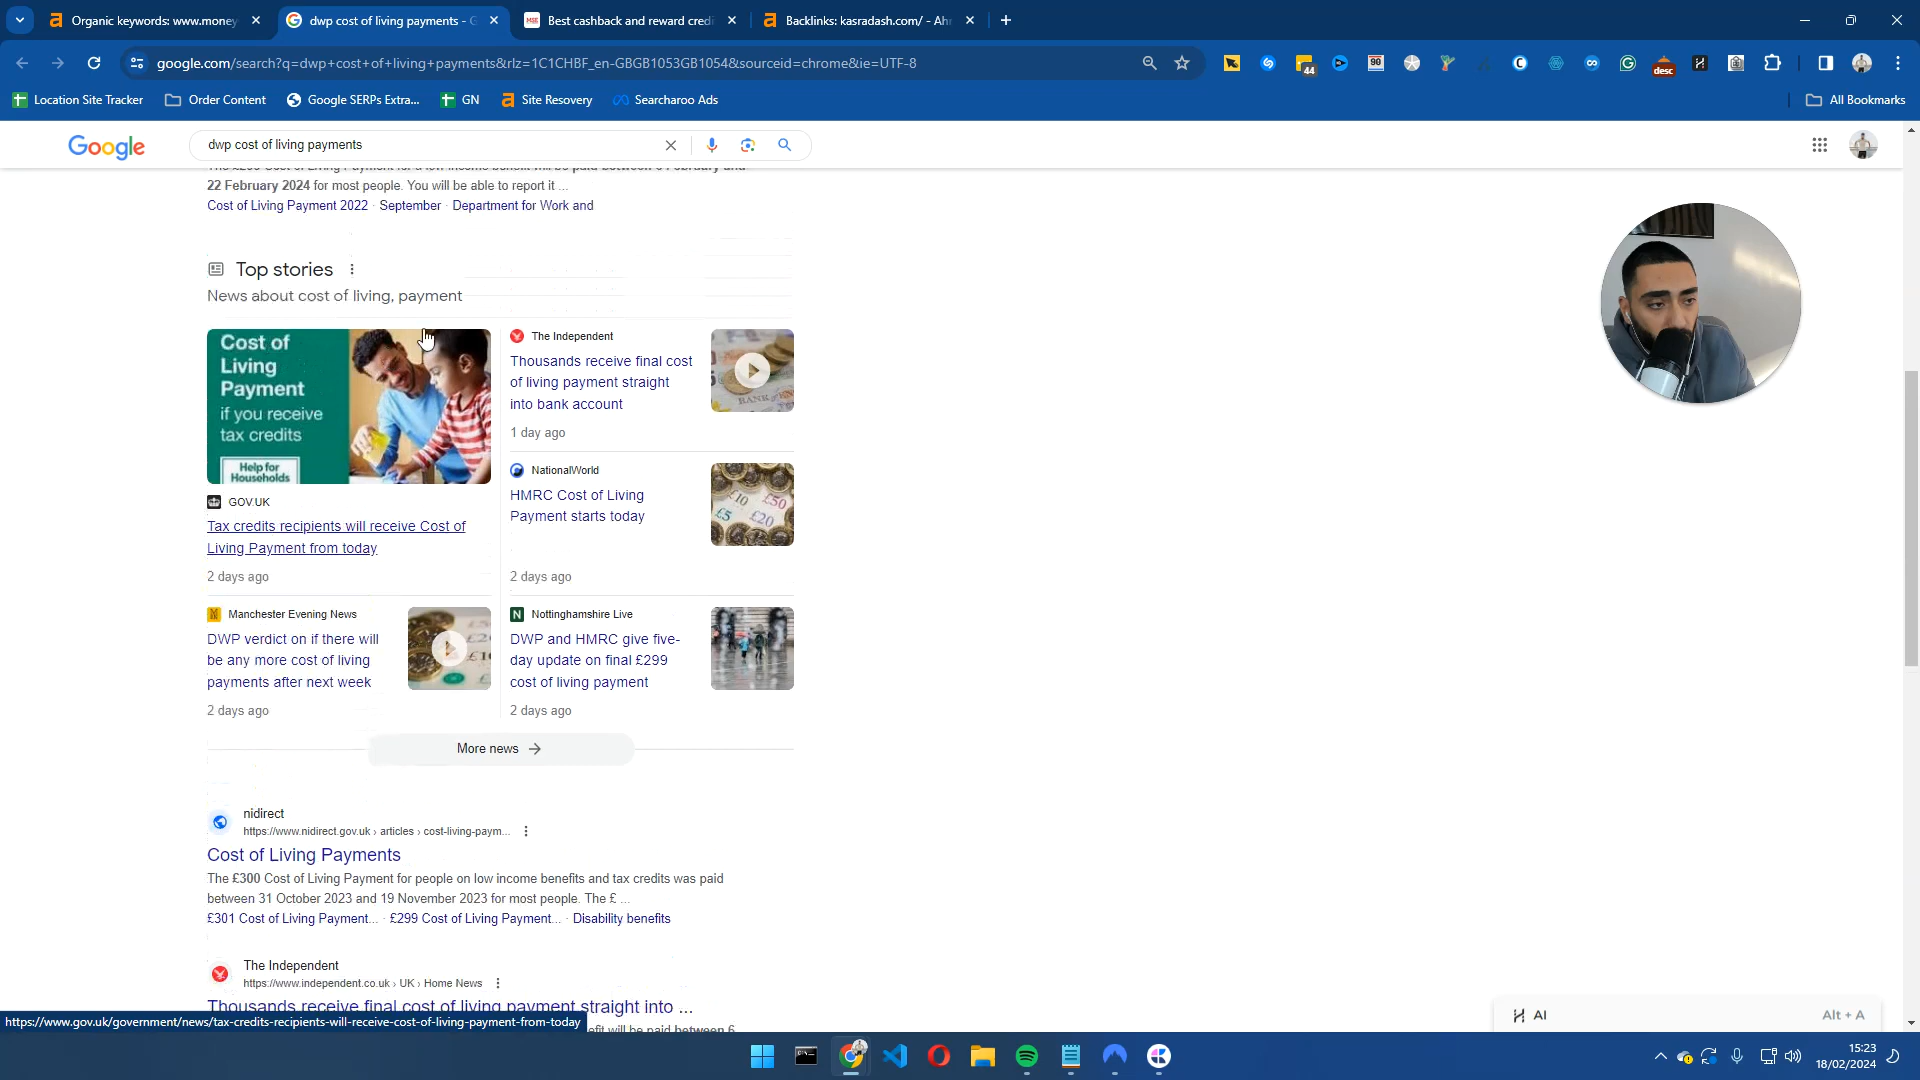 Organic keywords: www.money
dwp cost of living payments - G
Best cashback and reward credi
Backlinks: kasradash.com/ - Ah
google.com/search?q=dwp+cost+of+living+payments&rlz=1C1CHBF_en-GBGB1053GB1054&sourceid=chrome&ie=UTF-8
44
90
desc
Location Site Tracker
Order Content
Google SERPs Extra...
GN
Site Recovery
Searcharoo Ads
All Bookmarks
Google
dwp cost of living payments
22 February 2024 for most people. You will be able to report it ...
Cost of Living Payment 2022 · September · Department for Work and
Top stories
News about cost of living, payment
Cost of
Living
Payment
if you receive
tax credits
Help for
Households
GOV.UK
Tax credits recipients will receive Cost of
Living Payment from today
2 days ago
The Independent
Thousands receive final cost
of living payment straight
into bank account
1 day ago
NationalWorld
HMRC Cost of Living
Payment starts today
2 days ago
Manchester Evening News
DWP verdict on if there will
be any more cost of living
payments after next week
2 days ago
Nottinghamshire Live
DWP and HMRC give five-
day update on final £299
cost of living payment
2 days ago
More news
nidirect
https://www.nidirect.gov.uk › articles › cost-living-paym...
Cost of Living Payments
The £300 Cost of Living Payment for people on low income benefits and tax credits was paid
between 31 October 2023 and 19 November 2023 for most people. The £ ...
£301 Cost of Living Payment... · £299 Cost of Living Payment... · Disability benefits
The Independent
https://www.independent.co.uk › UK › Home News
Thousands receive final cost of living payment straight into ...
efit will be paid between 6
https://www.gov.uk/government/news/tax-credits-recipients-will-receive-cost-of-living-payment-from-today
AI
Alt + A
15:23
18/02/2024